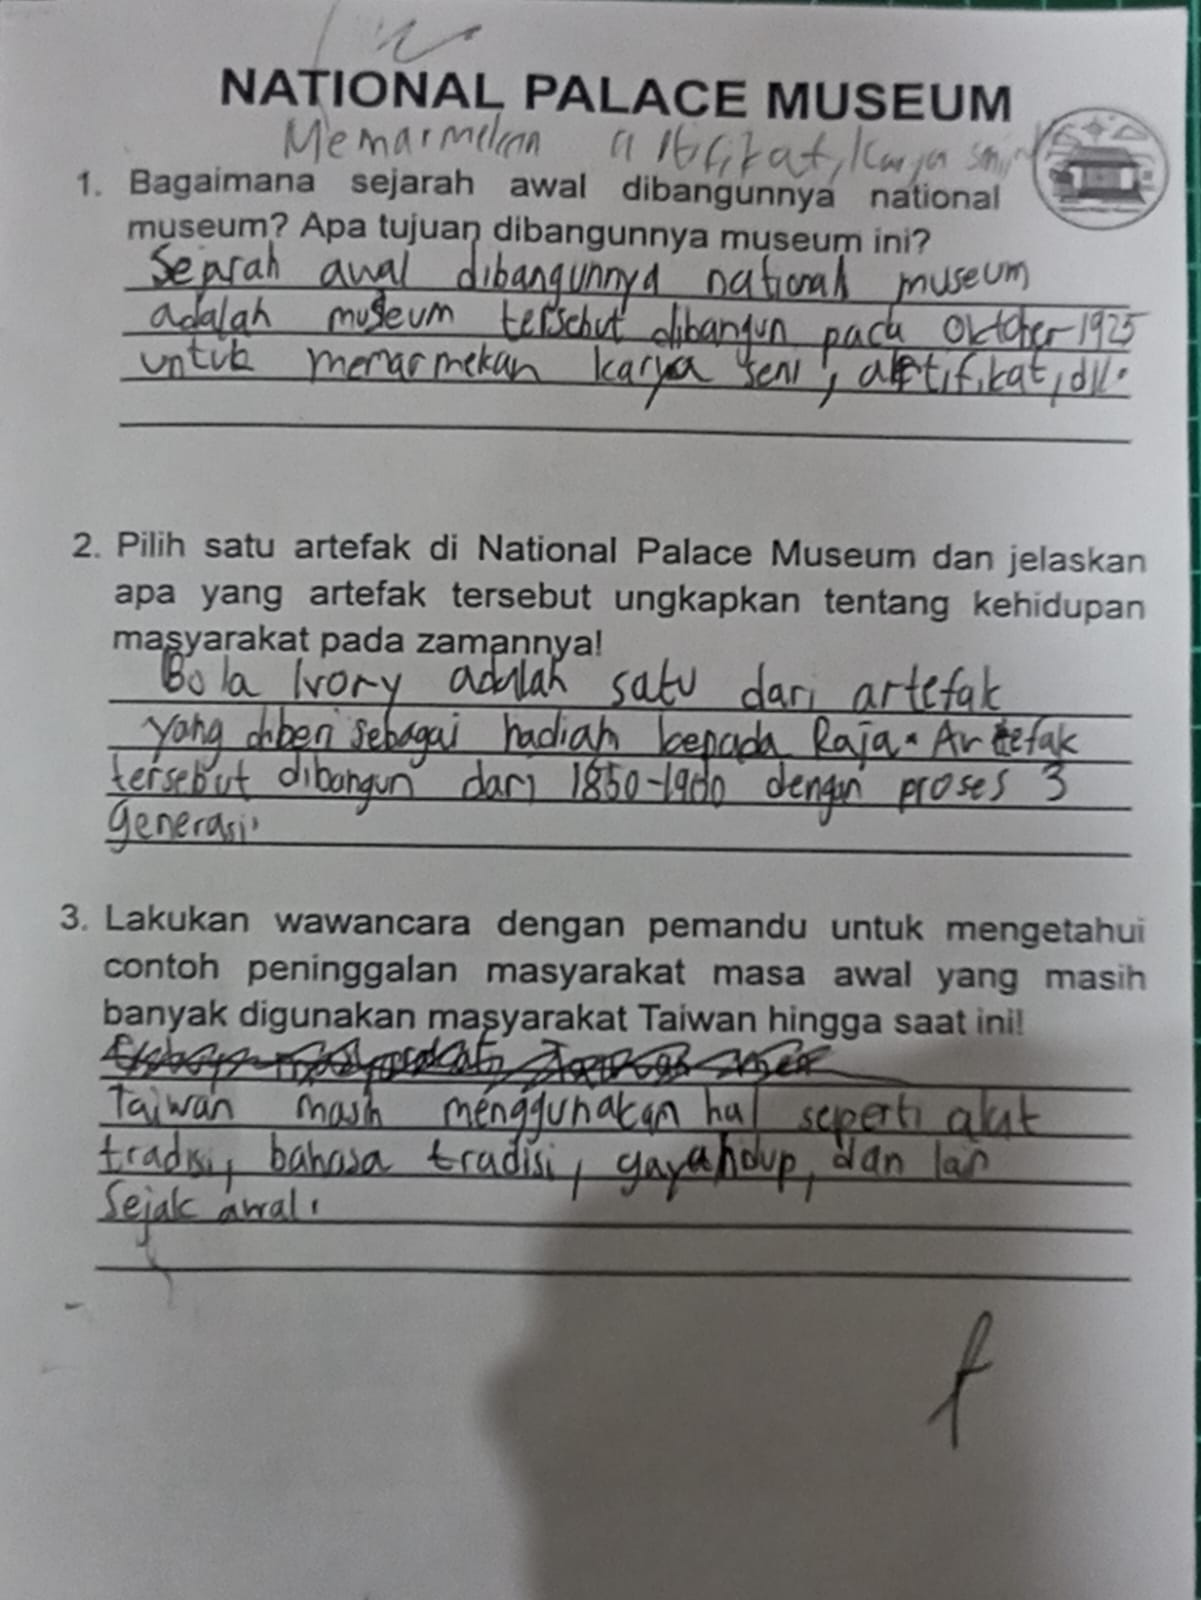 NATIONAL PALACE MUSEUM
Memarmekan artifikat, karya seni
1. Bagaimana sejarah awal dibangunnya national
museum? Apa tujuan dibangunnya museum ini?
Sejarah awal dibangunnya national museum
adalah museum tersebut dibangun pada Oktober 1925
untuk memarmekan karya seni, artifikat, dll.
2. Pilih satu artefak di National Palace Museum dan jelaskan
apa yang artefak tersebut ungkapkan tentang kehidupan
masyarakat pada zamannya!
Bola Ivory adalah satu dari artefak
yang diberi sebagai hadiah kepada Raja. Artefak
tersebut dibangun dari 1850-1900 dengan proses 3
Generasi.
3. Lakukan wawancara dengan pemandu untuk mengetahui
contoh peninggalan masyarakat masa awal yang masih
banyak digunakan masyarakat Taiwan hingga saat ini!
Taiwan masih menggunakan hal seperti alat
tradisi, bahasa tradisi, gaya hidup, dan lain
Sejak awal.